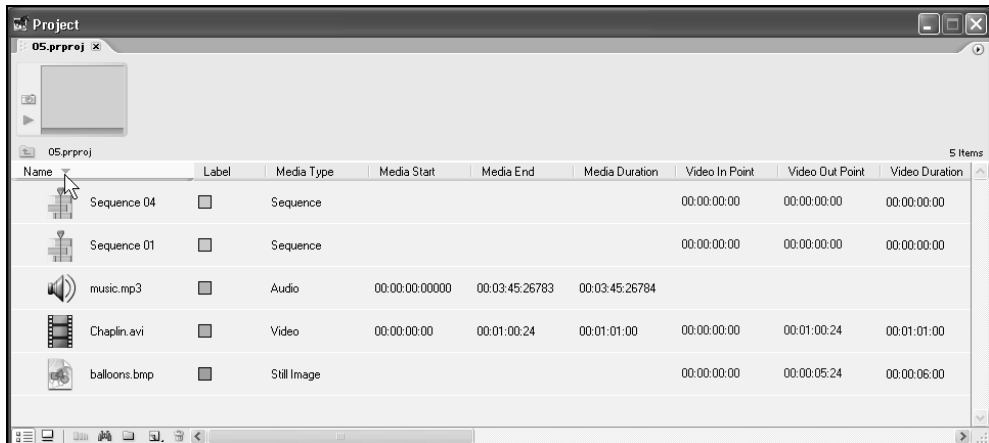 Project
05.prproj
05.prproj
5 Items
Name Label Media Type Media Start Media End Media Duration Video In Point Video Out Point Video Duration
Sequence 04 Sequence 00:00:00:00 00:00:00:00 00:00:00:00
Sequence 01 Sequence 00:00:00:00 00:00:00:00 00:00:00:00
music.mp3 Audio 00:00:00:00000 00:03:45:26783 00:03:45:26784
Chaplin.avi Video 00:00:00:00 00:01:00:24 00:01:01:00 00:00:00:00 00:01:00:24 00:01:01:00
balloons.bmp Still Image 00:00:00:00 00:00:05:24 00:00:06:00